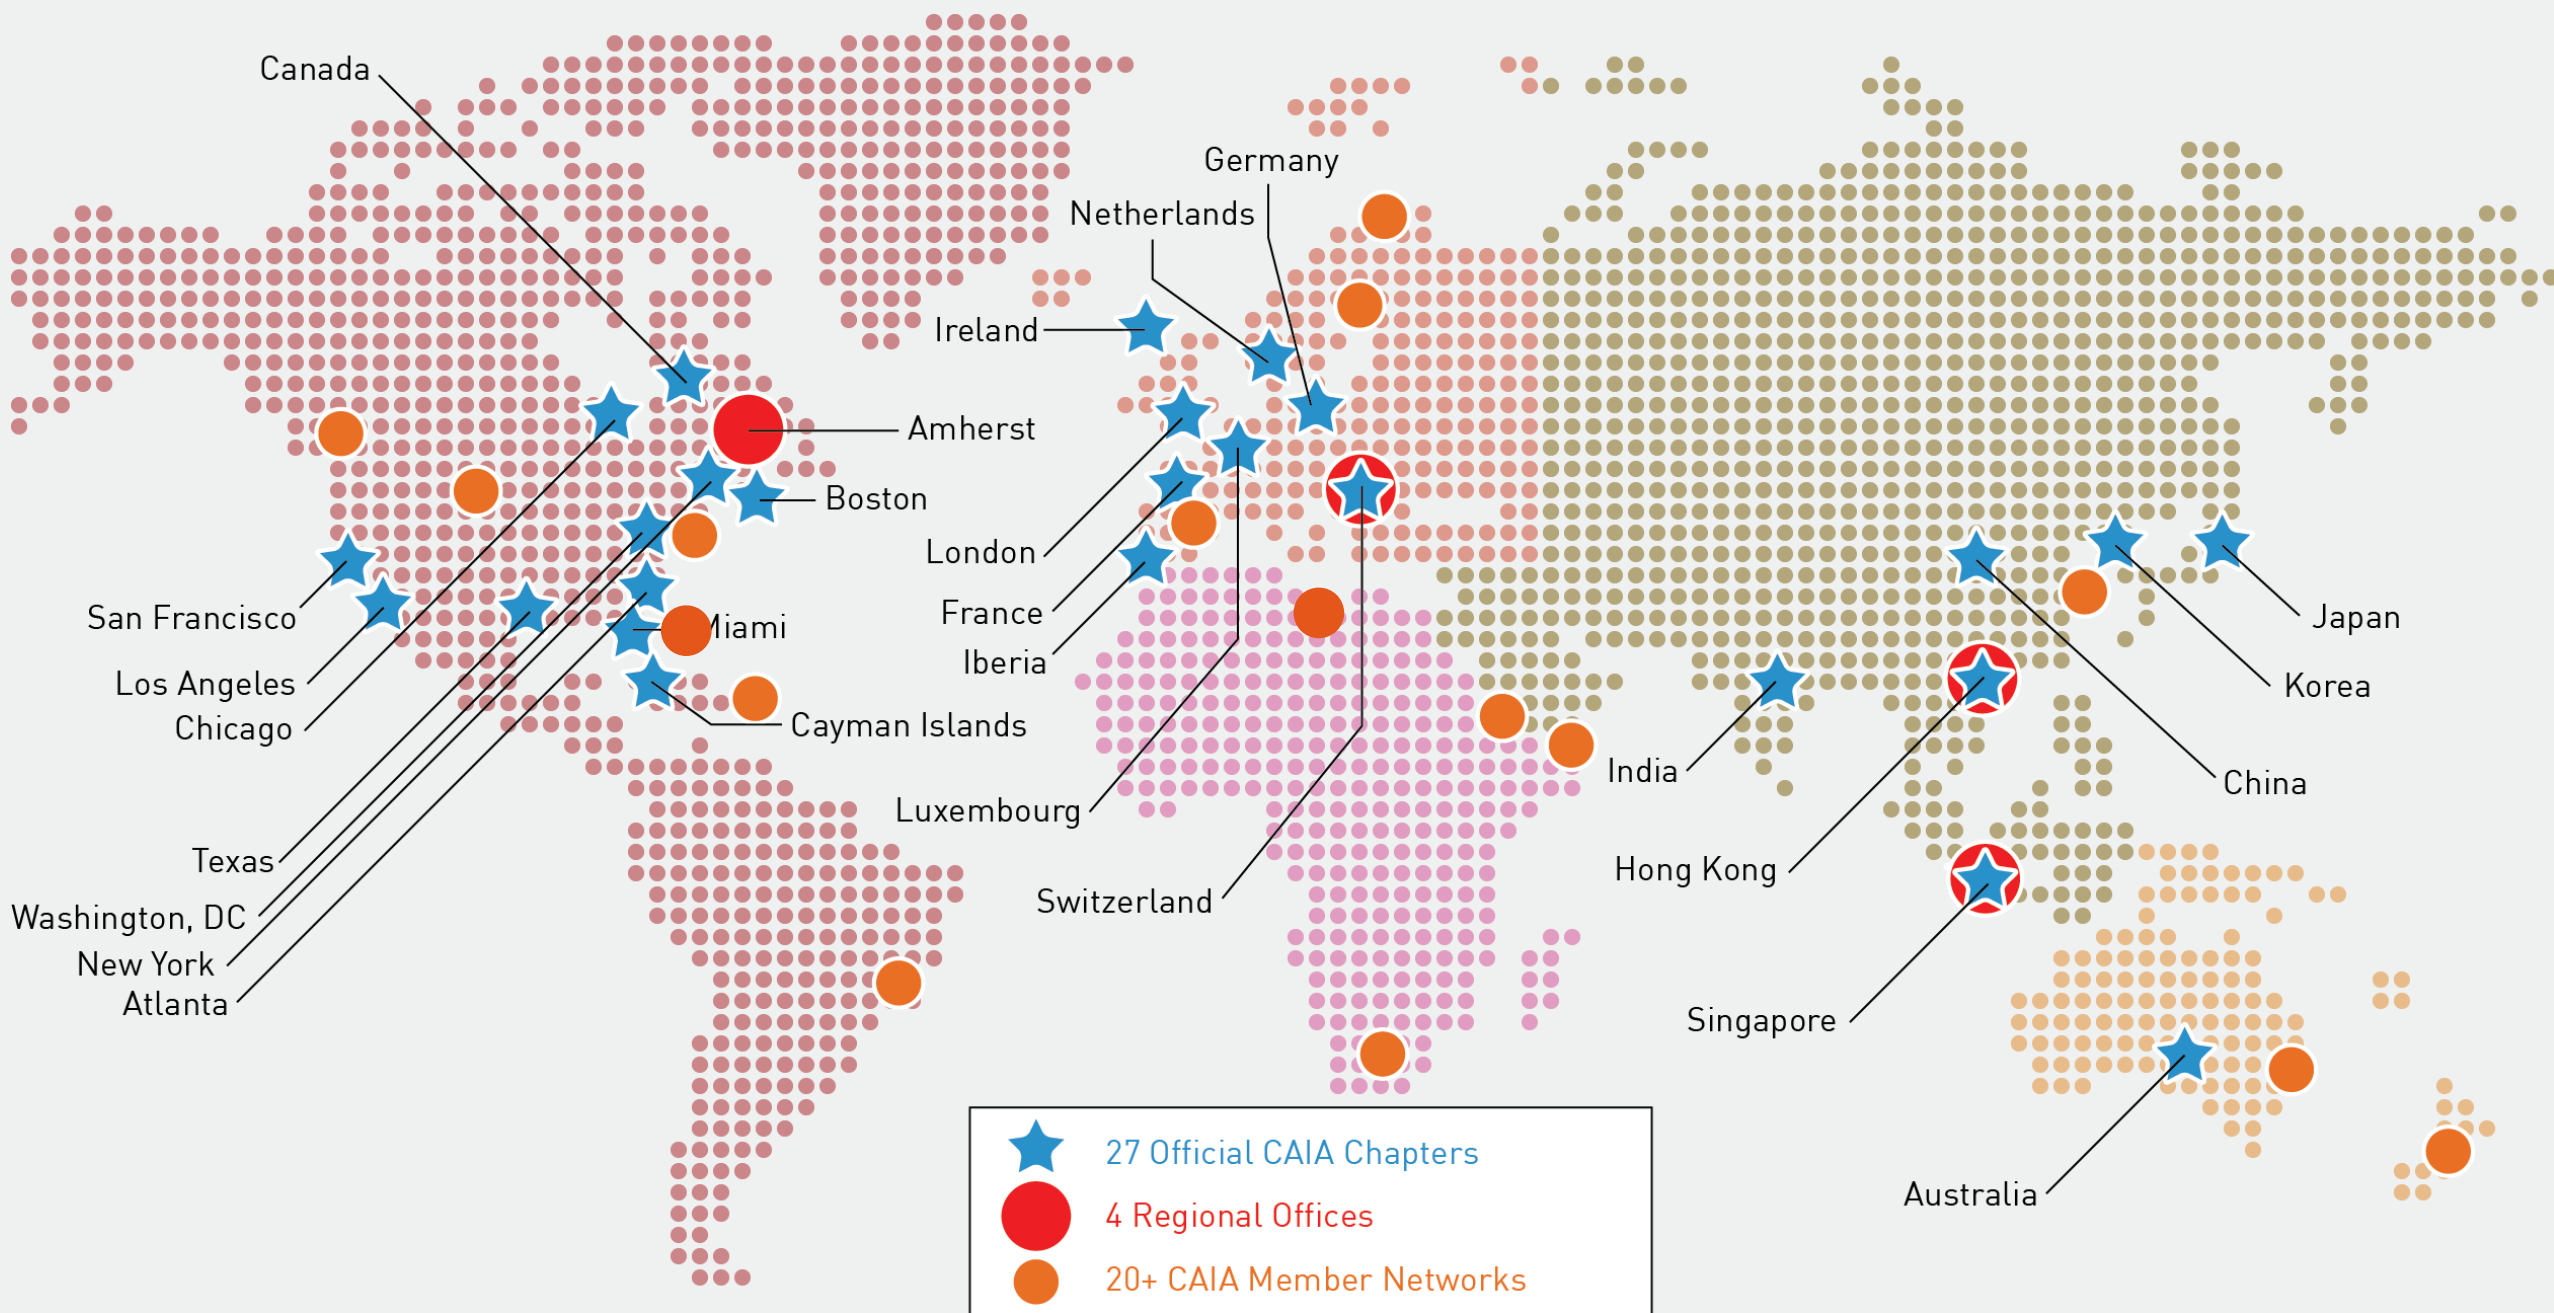 Canada
Germany
Netherlands
Ireland
Amherst
Boston
London
San Francisco
France
Miami
Japan
Iberia
Los Angeles
Korea
Chicago
Cayman Islands
India
China
Luxembourg
Texas
Hong Kong
Switzerland
Washington, DC
New York
Atlanta
Singapore
Australia
27 Official CAIA Chapters
4 Regional Offices
20+ CAIA Member Networks